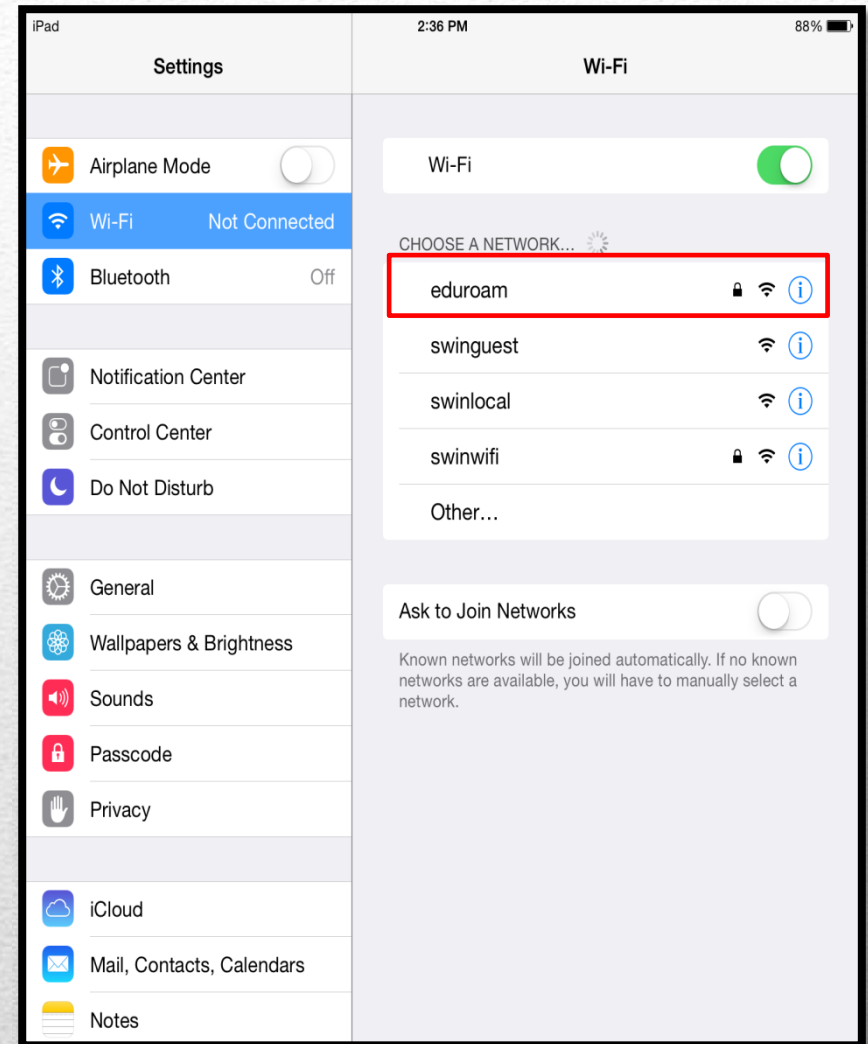 iPad 2:36 PM 88%
Settings
Wi-Fi
Airplane Mode
Wi-Fi Not Connected
Bluetooth Off
Notification Center
Control Center
Do Not Disturb
General
Wallpapers & Brightness
Sounds
Passcode
Privacy
iCloud
Mail, Contacts, Calendars
Notes
Wi-Fi
CHOOSE A NETWORK...
eduroam
swinguest
swinlocal
swinwifi
Other...
Ask to Join Networks
Known networks will be joined automatically. If no known
networks are available, you will have to manually select a
network.